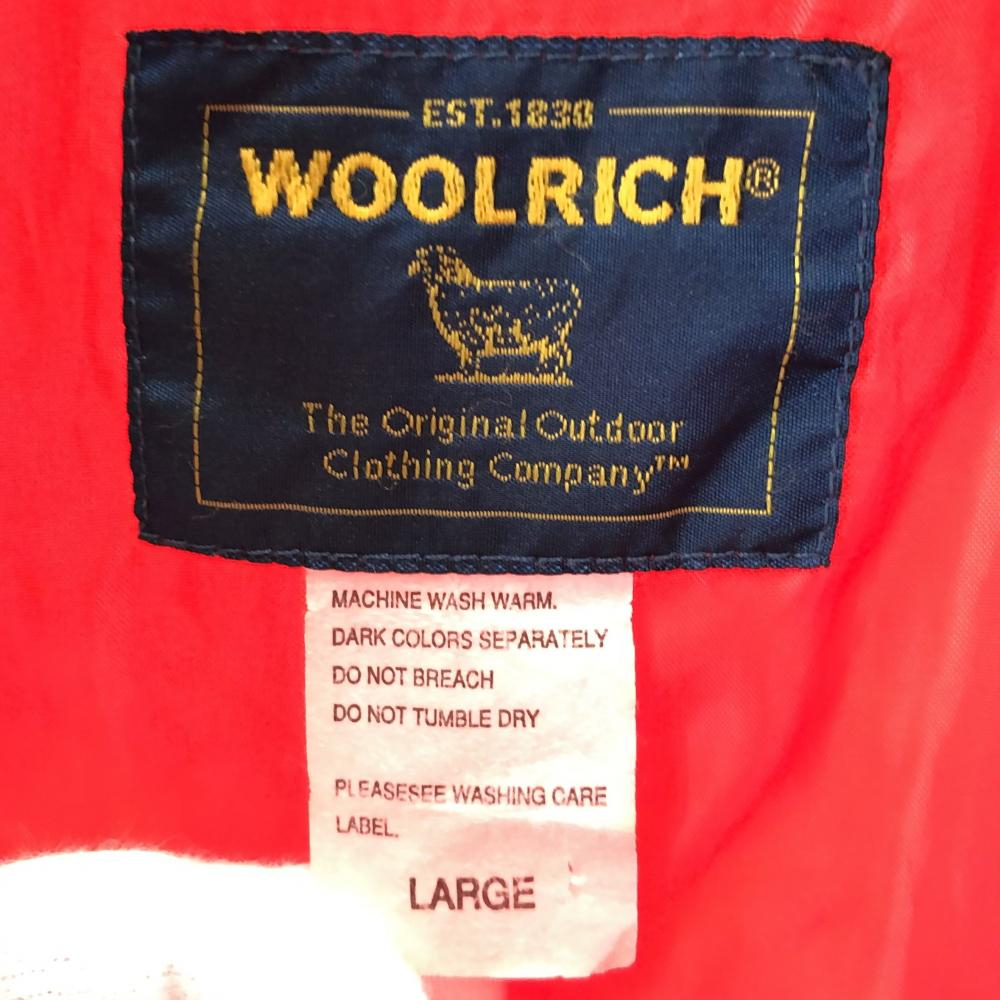 EST. 1830
WOOLRICH®
The Original Outdoor
Clothing Company™
MACHINE WASH WARM.
DARK COLORS SEPARATELY
DO NOT BREACH
DO NOT TUMBLE DRY
PLEASESEE WASHING CARE
LABEL.
LARGE